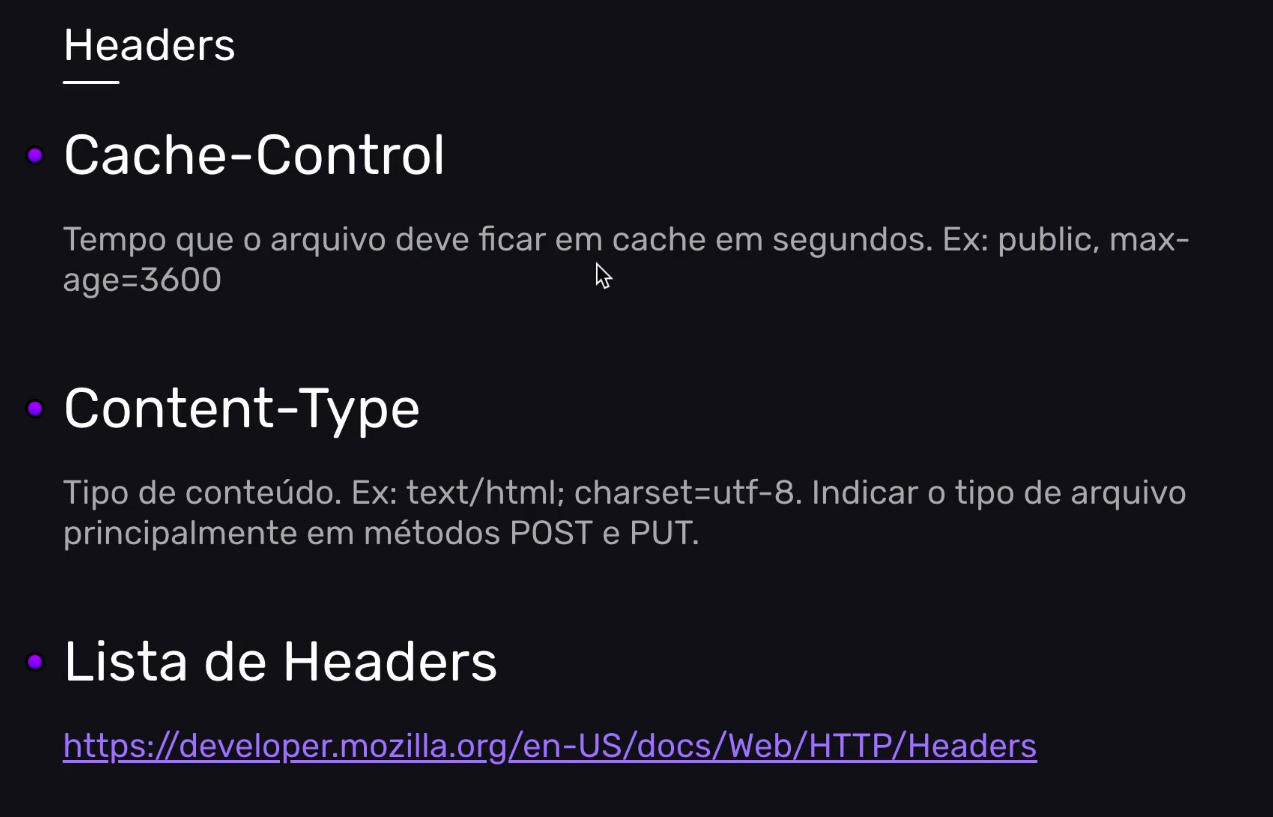 Headers
Cache-Control
Tempo que o arquivo deve ficar em cache em segundos. Ex: public, max-
age=3600
Content-Type
Tipo de conteúdo. Ex: text/html; charset=utf-8. Indicar o tipo de arquivo
principalmente em métodos POST e PUT.
Lista de Headers
https://developer.mozilla.org/en-US/docs/Web/HTTP/Headers